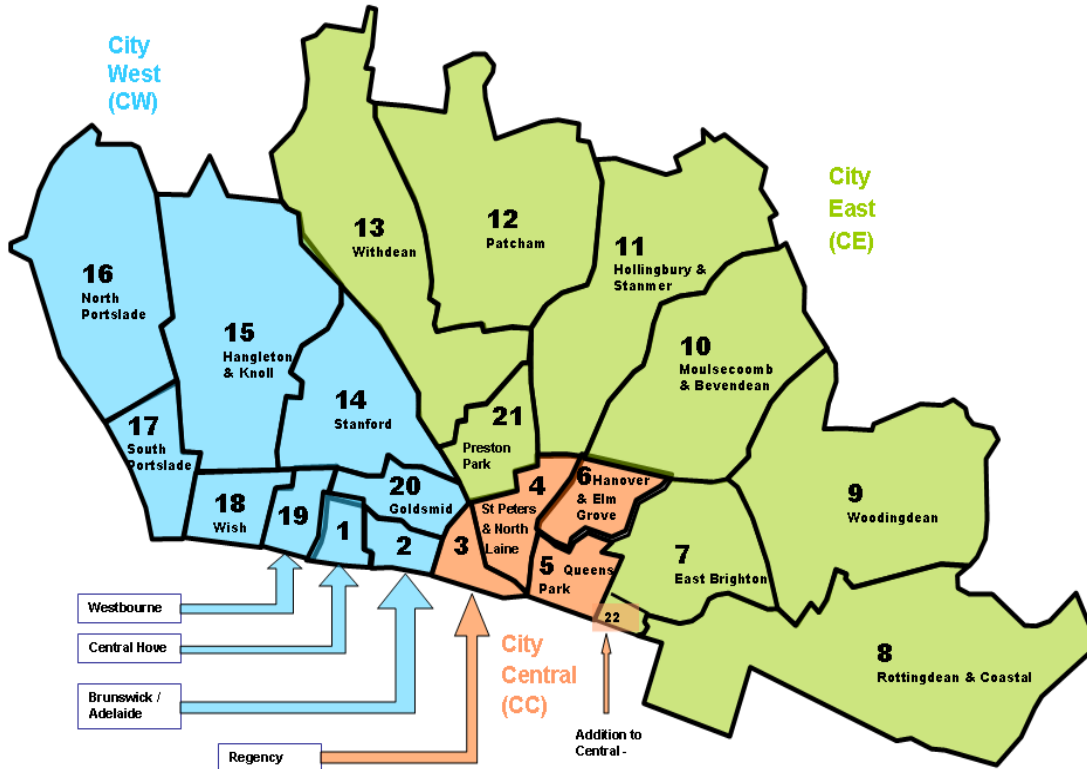 City
West
(CW)
City
East
(CE)
16
North
Portslade
15
Hangleton
& Knoll
13
Withdean
12
Patcham
11
Hollingbury &
Stanmer
10
Moulsecoomb
& Bevendean
14
Stanford
21
Preston
Park
17
South
Portslade
18
Wish
19
1
20
Goldsmid
2
3
4
St Peters
& North
Laine
6 Hanover
& Elm
Grove
5 Queens
Park
7
East Brighton
9
Woodingdean
22
8
Rottingdean & Coastal
Westbourne
Central Hove
Brunswick /
Adelaide
Regency
City
Central
(CC)
Addition to
Central -